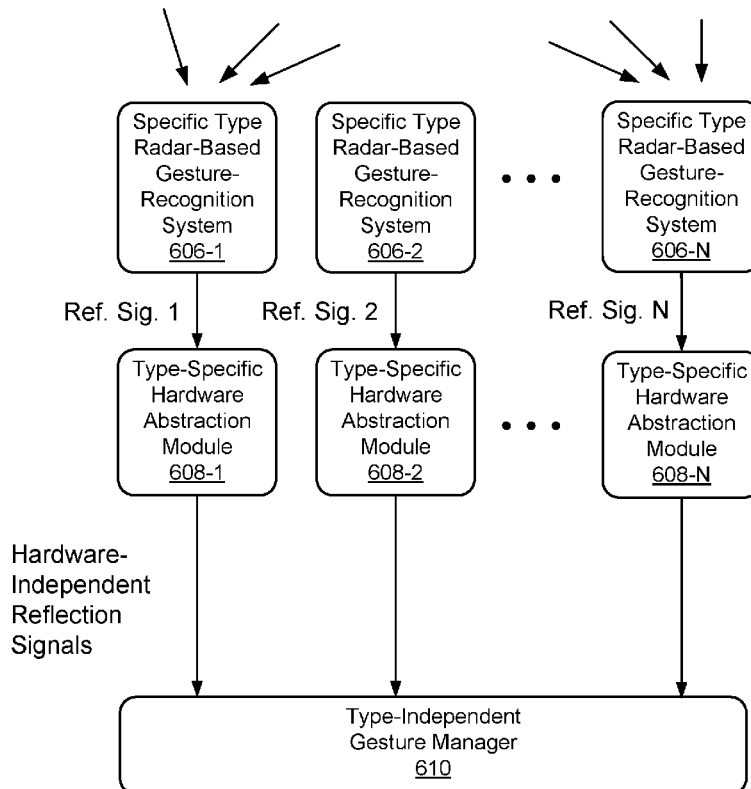 Specific Type
Radar-Based
Gesture-
Recognition
System
606-1
Specific Type
Radar-Based
Gesture-
Recognition
System
606-2
Specific Type
Radar-Based
Gesture-
Recognition
System
606-N
Ref. Sig. 1
Ref. Sig. 2
Ref. Sig. N
Type-Specific
Hardware
Abstraction
Module
608-1
Type-Specific
Hardware
Abstraction
Module
608-2
Type-Specific
Hardware
Abstraction
Module
608-N
Hardware-
Independent
Reflection
Signals
Type-Independent
Gesture Manager
610